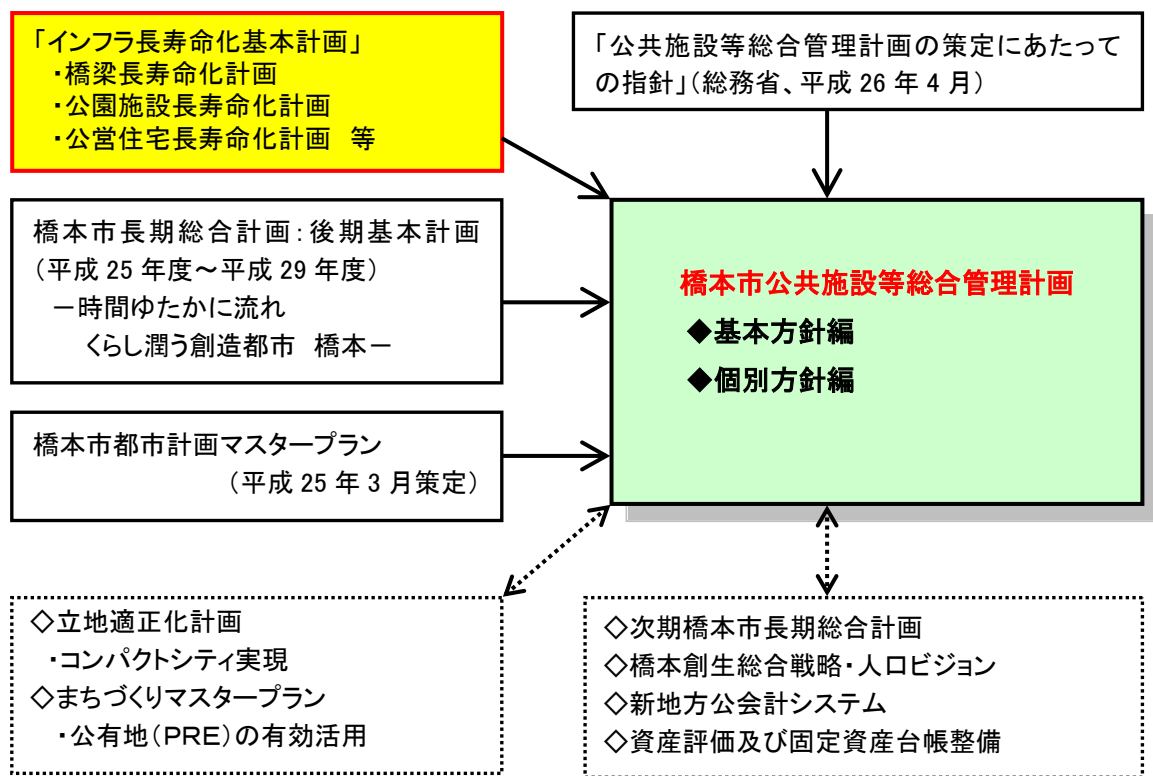 「インフラ長寿命化基本計画」
・橋梁長寿命化計画
・公園施設長寿命化計画
・公営住宅長寿命化計画　等
「公共施設等総合管理計画の策定にあたって
の指針」（総務省、平成 26 年 4 月）
橋本市長期総合計画：後期基本計画
（平成 25 年度～平成 29 年度）
－時間ゆたかに流れ
くらし潤う創造都市　橋本－
橋本市公共施設等総合管理計画
◆基本方針編
◆個別方針編
橋本市都市計画マスタープラン
（平成 25 年 3 月策定）
◇立地適正化計画
・コンパクトシティ実現
◇まちづくりマスタープラン
・公有地（ＰＲＥ）の有効活用
◇次期橋本市長期総合計画
◇橋本創生総合戦略・人口ビジョン
◇新地方公会計システム
◇資産評価及び固定資産台帳整備